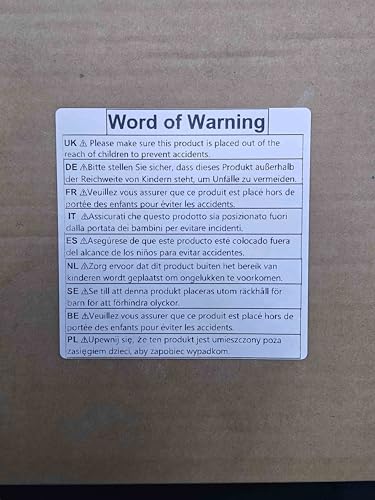 Word of Warning
UK ⚠ Please make sure this product is placed out of the
reach of children to prevent accidents.
DE ⚠Bitte stellen Sie sicher, dass dieses Produkt außerhalb
der Reichweite von Kindern steht, um Unfälle zu vermeiden.
FR ⚠Veuillez vous assurer que ce produit est placé hors de
portée des enfants pour éviter les accidents.
IT ⚠Assicurati che questo prodotto sia posizionato fuori
dalla portata dei bambini per evitare incidenti.
ES ⚠Asegúrese de que este producto esté colocado fuera
del alcance de los niños para evitar accidentes.
NL ⚠Zorg ervoor dat dit product buiten het bereik van
kinderen wordt geplaatst om ongelukken te voorkomen.
SE ⚠Se till att denna produkt placeras utom räckhåll för
barn för att förhindra olyckor.
BE ⚠Veuillez vous assurer que ce produit est placé hors de
portée des enfants pour éviter les accidents.
PL ⚠Upewnij się, że ten produkt jest umieszczony poza
zasięgiem dzieci, aby zapobiec wypadkom.